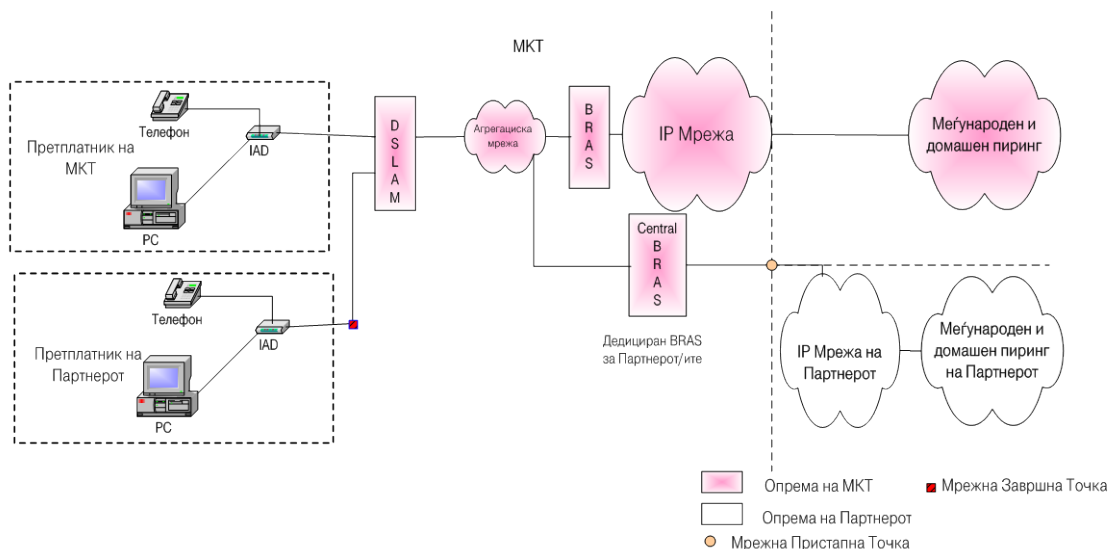 МКТ
Телефон
IAD
Претплатник на
МКТ
PC
D
S
L
A
M
Агрегациска
мрежа
B
R
A
S
IP Мрежа
Меѓународен и
домашен пиринг
Телефон
IAD
Претплатник на
Партнерот
PC
Central
B
R
A
S
Дедициран BRAS
за Партнерот/ите
IP Мрежа на
Партнерот
Меѓународен и
домашен пиринг
на Партнерот
Опрема на МКТ
Мрежна Завршна Точка
Опрема на Партнерот
Мрежна Пристапна Точка